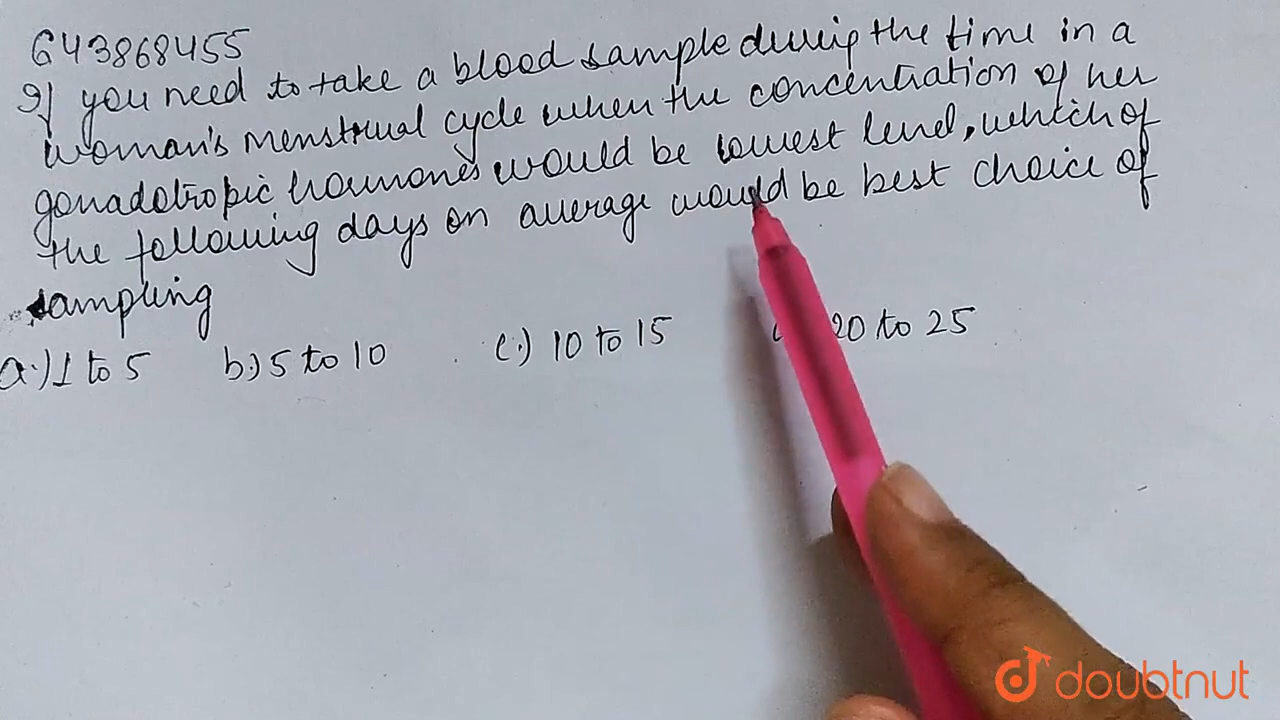 643868455
If you need to take a blood sample during the time in a
woman's menstrual cycle when the concentration of her
gonadotropic hormones would be lowest level, which of
the following days on average would be best choice of
sampling
a.) 1 to 5 b.) 5 to 10 c.) 10 to 15 20 to 25
doubtnut